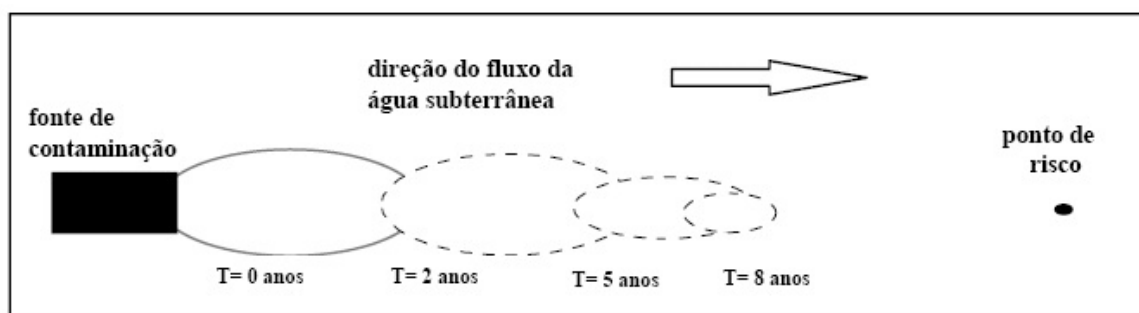 direção do fluxo da
água subterrânea
fonte de
contaminação
ponto de
risco
T= 0 anos
T= 2 anos
T= 5 anos
T= 8 anos